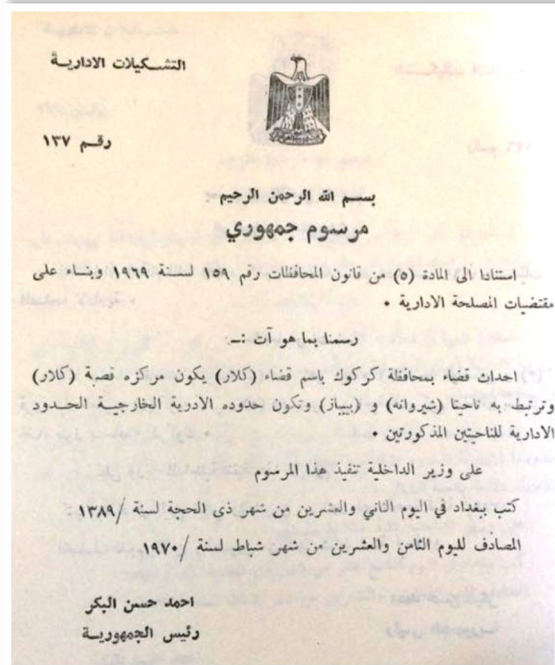 التشكيلات الادارية
رقم ١٣٧
بسم الله الرحمن الرحيم
مرسوم جمهوري
استنادا الى المادة (٥) من قانون المحافظات رقم ١٥٩ لسنة ١٩٦٩ وبناء على
مقتضيات المصلحة الادارية ٠
رسمنا بما هو آت :ــ
احداث قضاء بمحافظة كركوك باسم قضاء (كلار) يكون مركزه قصبة (كلار)
وترتبط به ناحيتا (شيروانه) و (بيباز) وتكون حدوده الادرية الخارجية الحدود
الادارية للناحيتين المذكورتين ٠
على وزير الداخلية تنفيذ هذا المرسوم
كتب ببغداد في اليوم الثاني والعشرين من شهر ذى الحجة لسنة /١٣٨٩
المصادف لليوم الثامن والعشرين من شهر شباط لسنة /١٩٧٠
احمد حسن البكر
رئيس الجمهورية